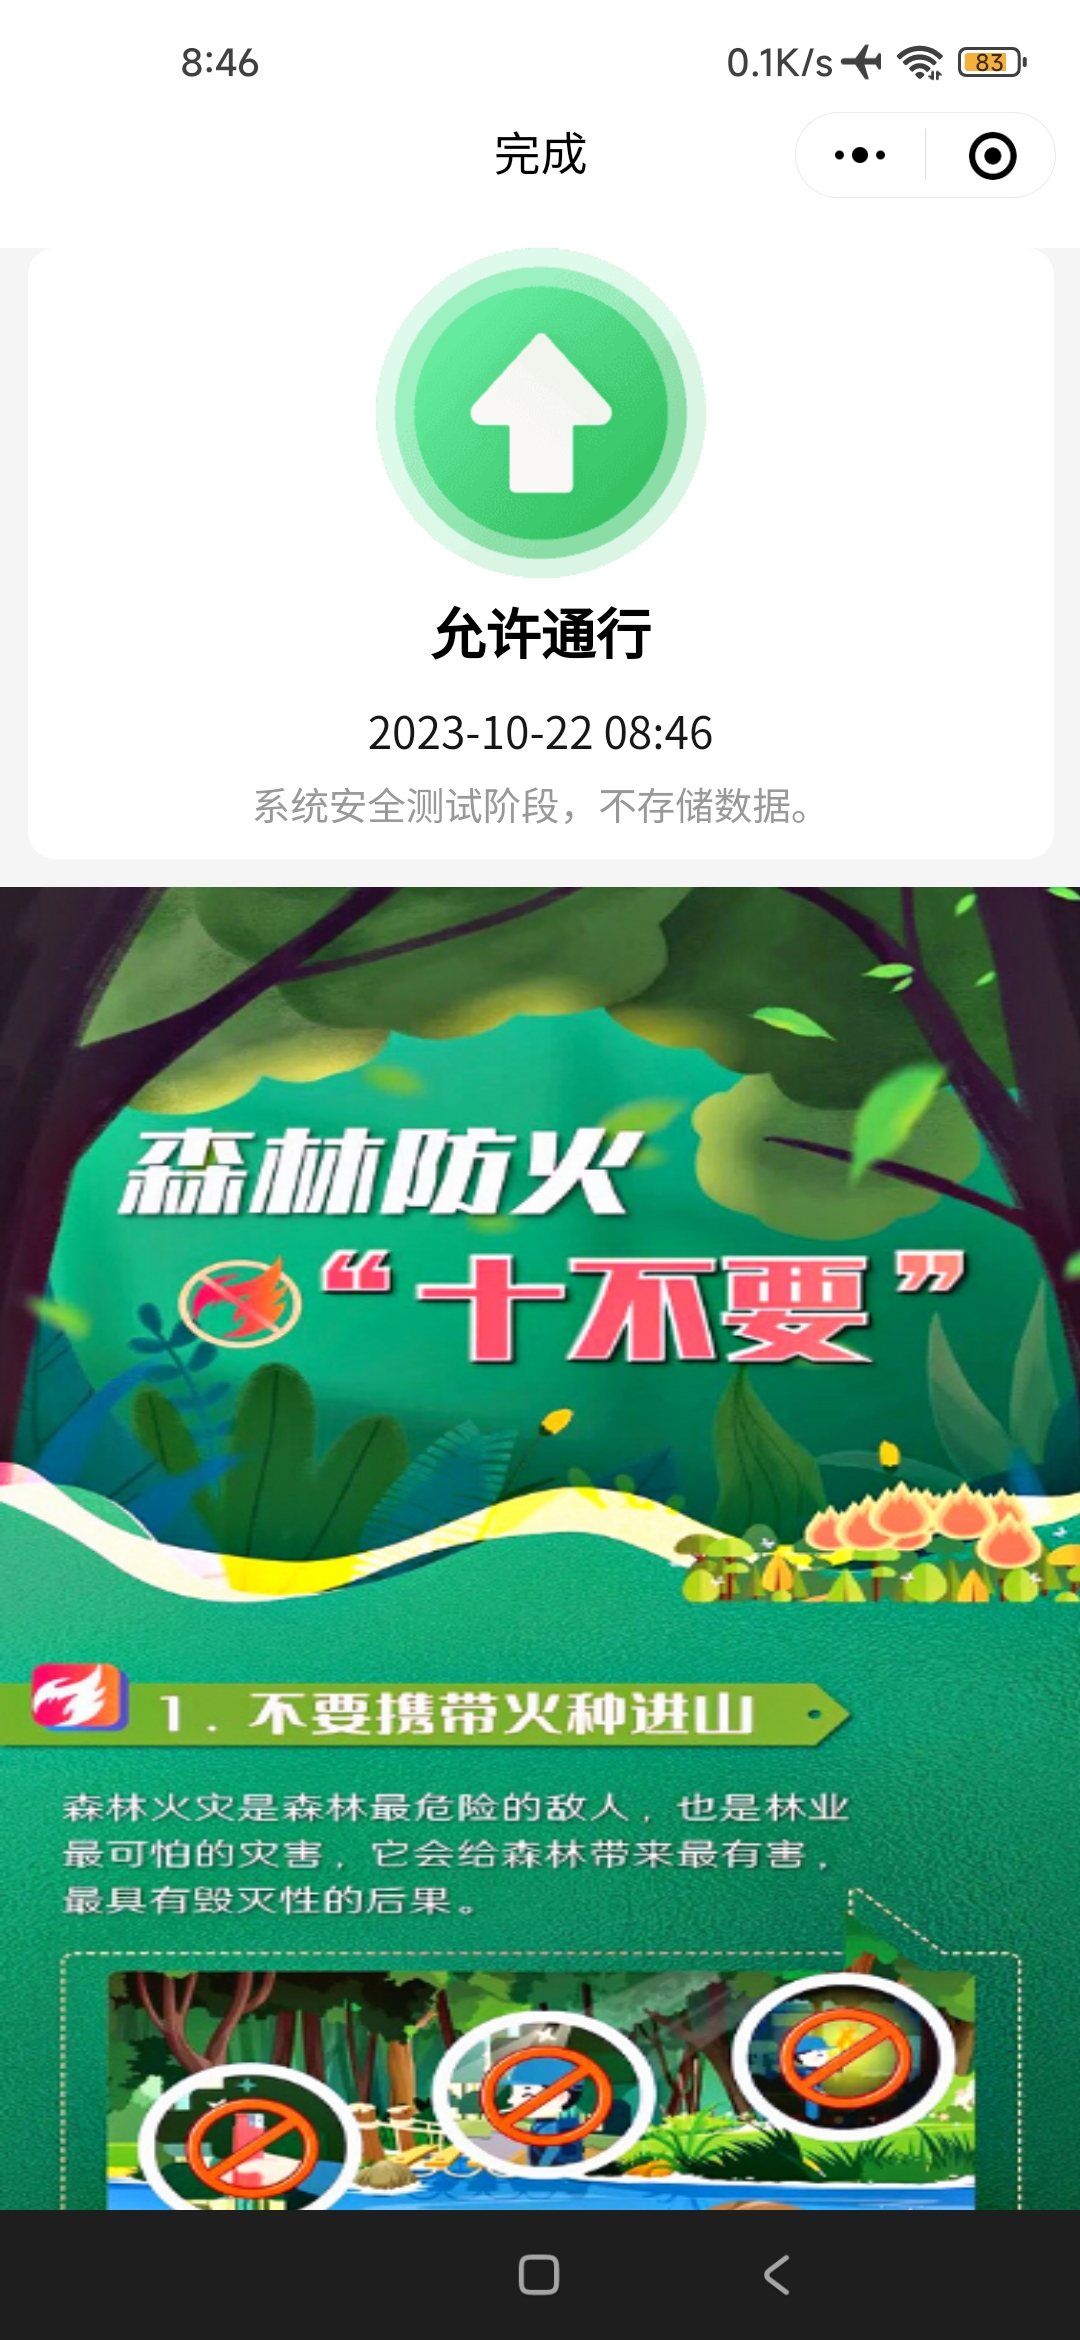 8:46
0.1K/s
83
完成
允许通行
2023-10-22 08:46
系统安全测试阶段，不存储数据。
森林防火
“十不要”
1. 不要携带火种进山
森林火灾是森林最危险的敌人，也是林业
最可怕的灾害，它会给森林带来最有害，
最具有毁灭性的后果。